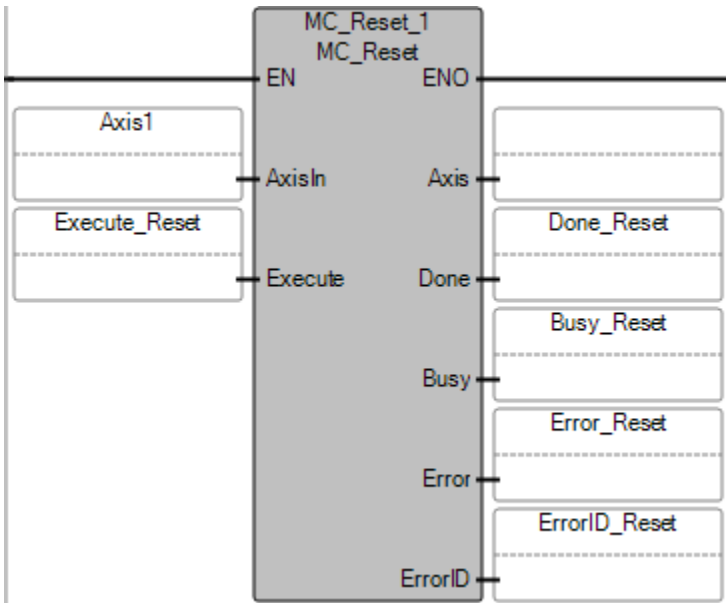 MC_Reset_1
MC_Reset
EN ENO
Axis1
AxisIn Axis
Execute_Reset Done_Reset
Execute Done
Busy_Reset
Busy
Error_Reset
Error
ErrorID_Reset
ErrorID